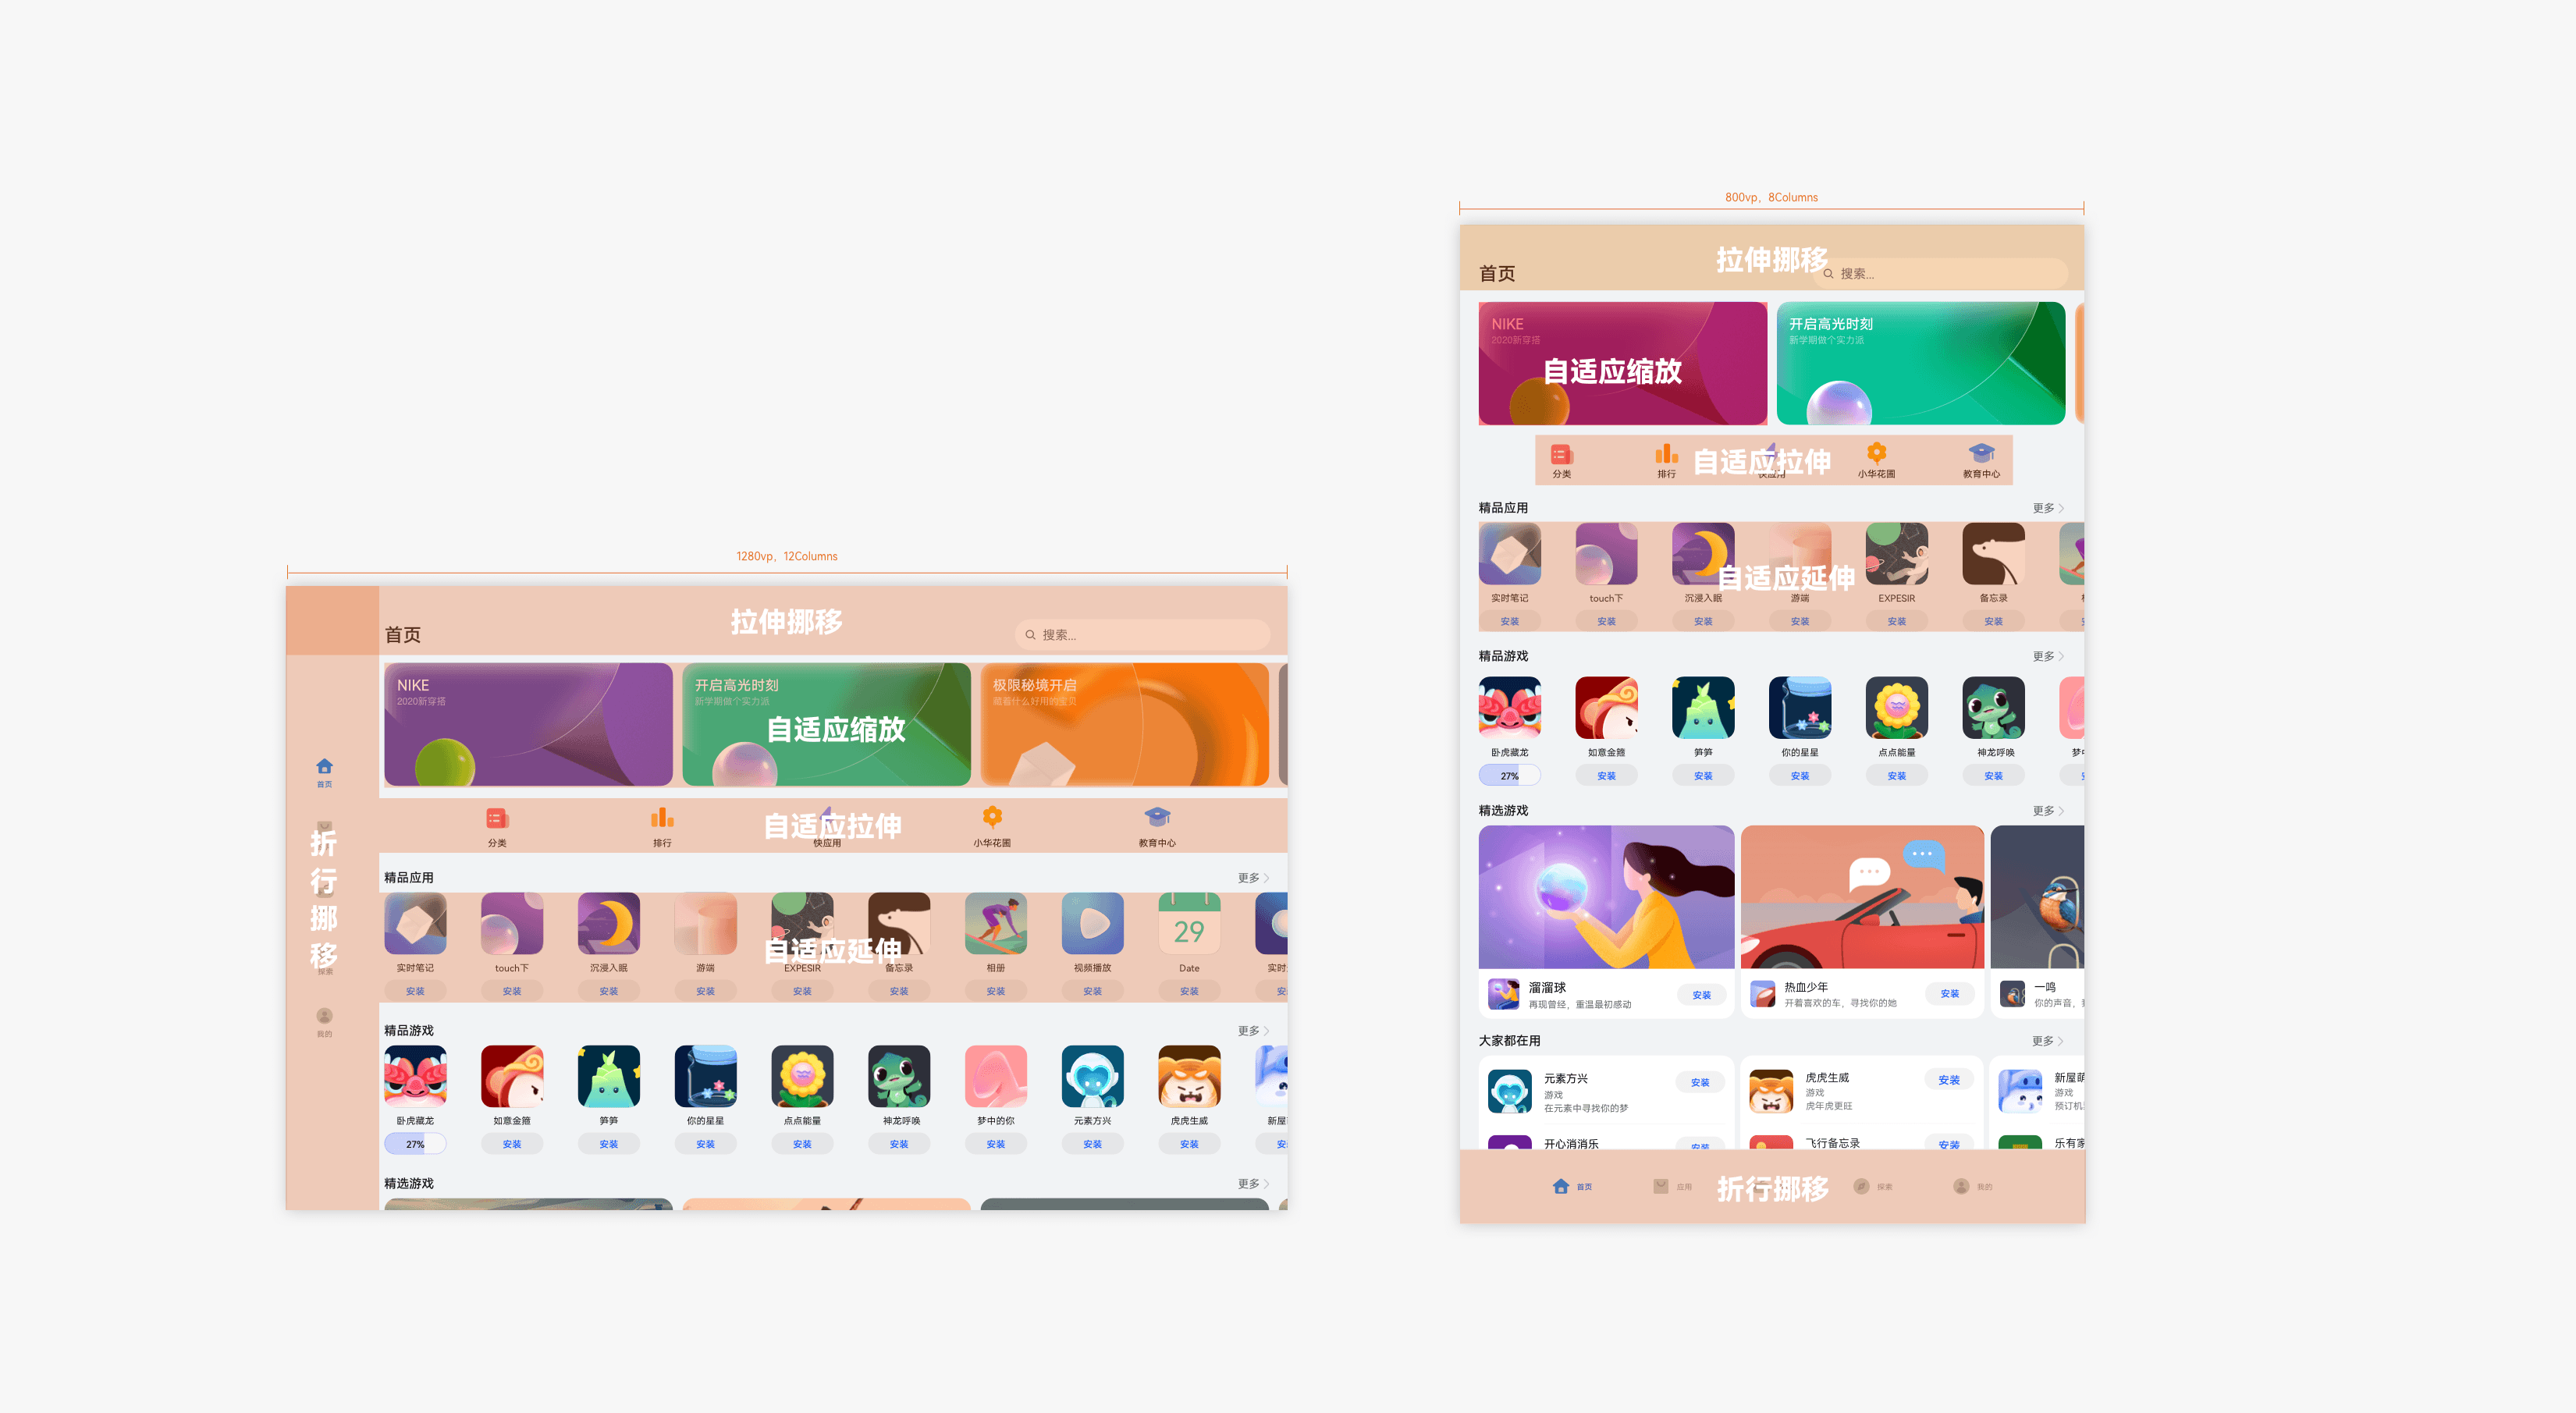 1280vp，12Columns
拉伸挪移
首页
搜索...
NIKE
2020新穿搭
开启高光时刻
新学期做个实力派
极限秘境开启
自适应缩放
首页
折行挪移
探索
我的
自适应拉伸
分类
排行
快应用
小华花圃
教育中心
精品应用
更多
自适应延伸
实时笔记
touch下
沉浸入眠
游端
EXPESIR
备忘录
相册
视频播放
29
Date
安装
安装
安装
安装
安装
安装
安装
安装
安装
精品游戏
更多
卧虎藏龙
如意金箍
笋笋
你的星星
点点能量
神龙呼唤
梦中的你
元素方兴
虎虎生威
27%
安装
安装
安装
安装
安装
安装
安装
安装
精选游戏
更多
800vp，8Columns
拉伸挪移
首页
搜索...
NIKE
2020新穿搭
开启高光时刻
新学期做个实力派
自适应缩放
自适应拉伸
分类
排行
快应用
小华花圃
教育中心
精品应用
更多
自适应延伸
实时笔记
touch下
沉浸入眠
游端
EXPESIR
备忘录
安装
安装
安装
安装
安装
安装
精品游戏
更多
卧虎藏龙
如意金箍
笋笋
你的星星
点点能量
神龙呼唤
27%
安装
安装
安装
安装
安装
精选游戏
更多
溜溜球
再现曾经，重温最初感动
安装
热血少年
开着喜欢的车，寻找你的她
安装
一鸣
你的声音，
大家都在用
更多
元素方兴
游戏
在元素中寻找你的梦
安装
虎虎生威
游戏
虎年虎更旺
安装
游戏
预订机
开心消消乐
安装
飞行备忘录
安装
乐有家
首页
应用
折行挪移
探索
我的